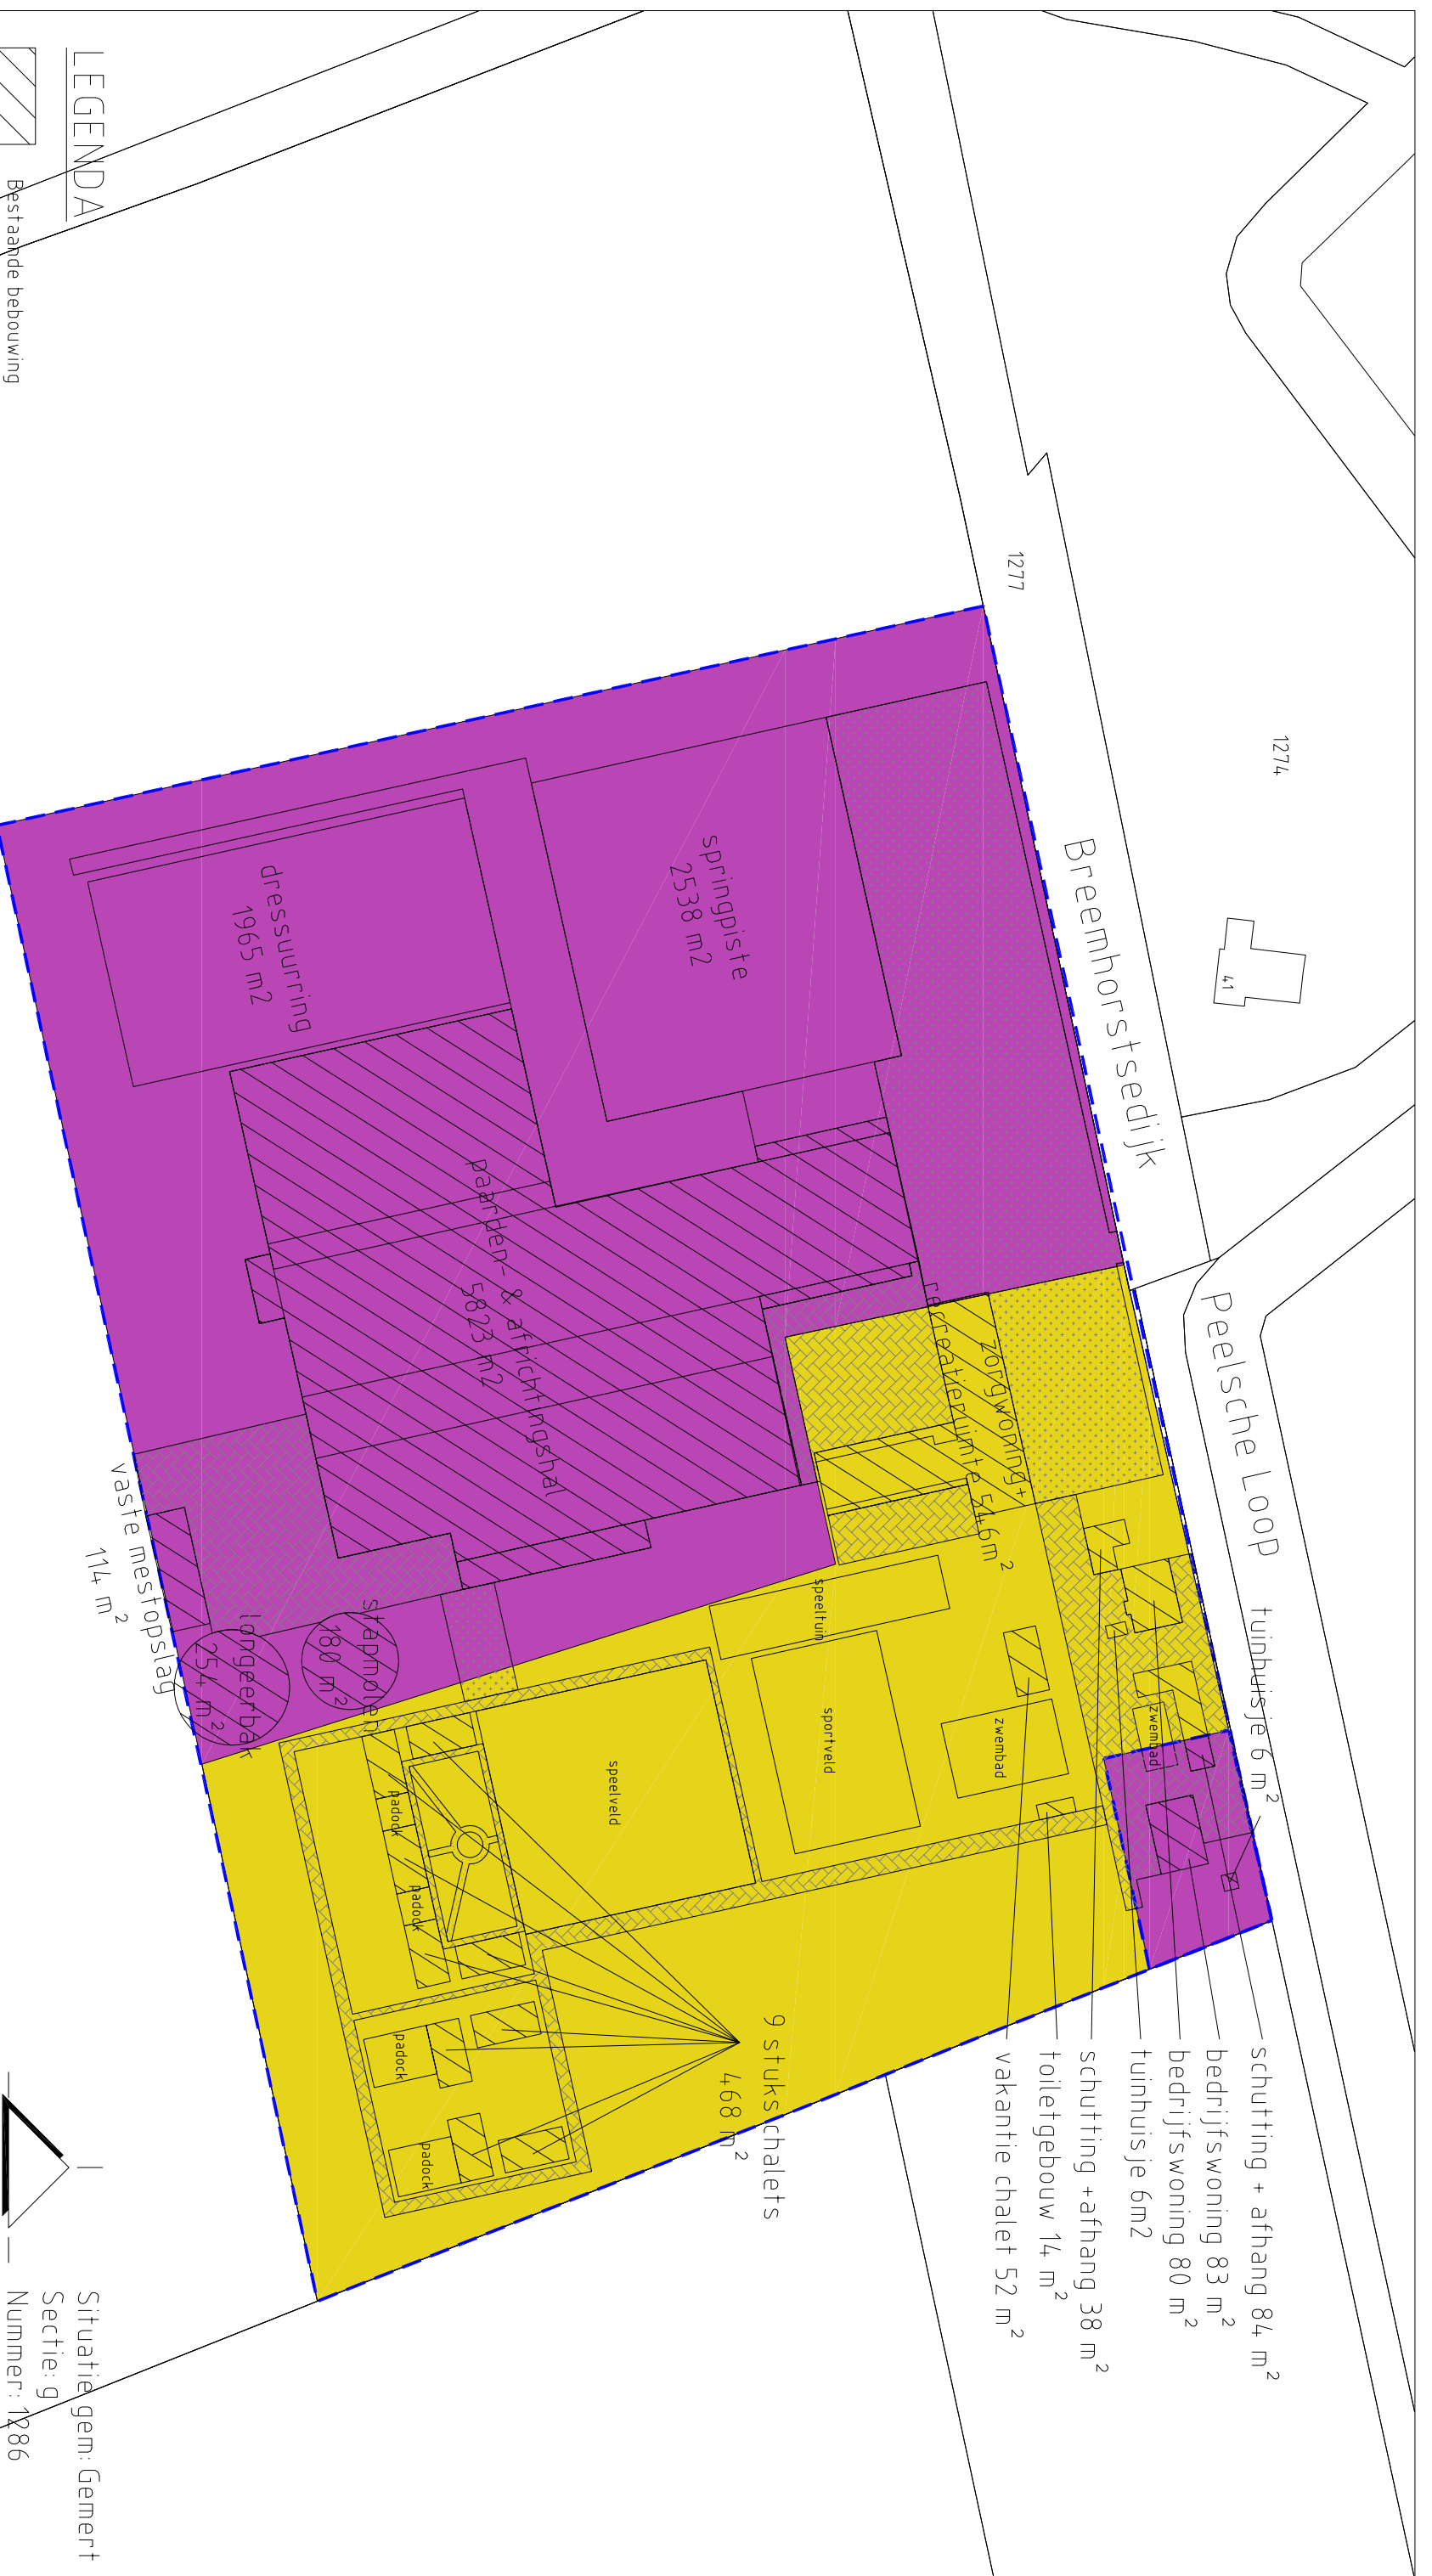 LEGENDA
Bestaande bebouwing
1277
1274
41
Breemhorstsedijk
Peelsche Loop
springpiste
2538 m2
dressuurring
1965 m2
paarden-& africhtingshal
5823 m2
Zorgwoning+
recreatieruimte 546m²
vaste mestopslag
114 m²
longeerbak
254 m²
stapmolen
180 m²
speeltuin
sportveld
zwembad
zwembad
speelveld
padock
padock
padock
padock
9 stuks chalets
468 m²
tuinhuisje 6 m²
schutting + afhang 84 m²
bedrijfswoning 83 m²
bedrijfswoning 80 m²
tuinhuisje 6m2
schutting +afhang 38 m²
toiletgebouw 14 m²
vakantie chalet 52 m²
Situatie gem: Gemert
Sectie: g
Nummer: 1286